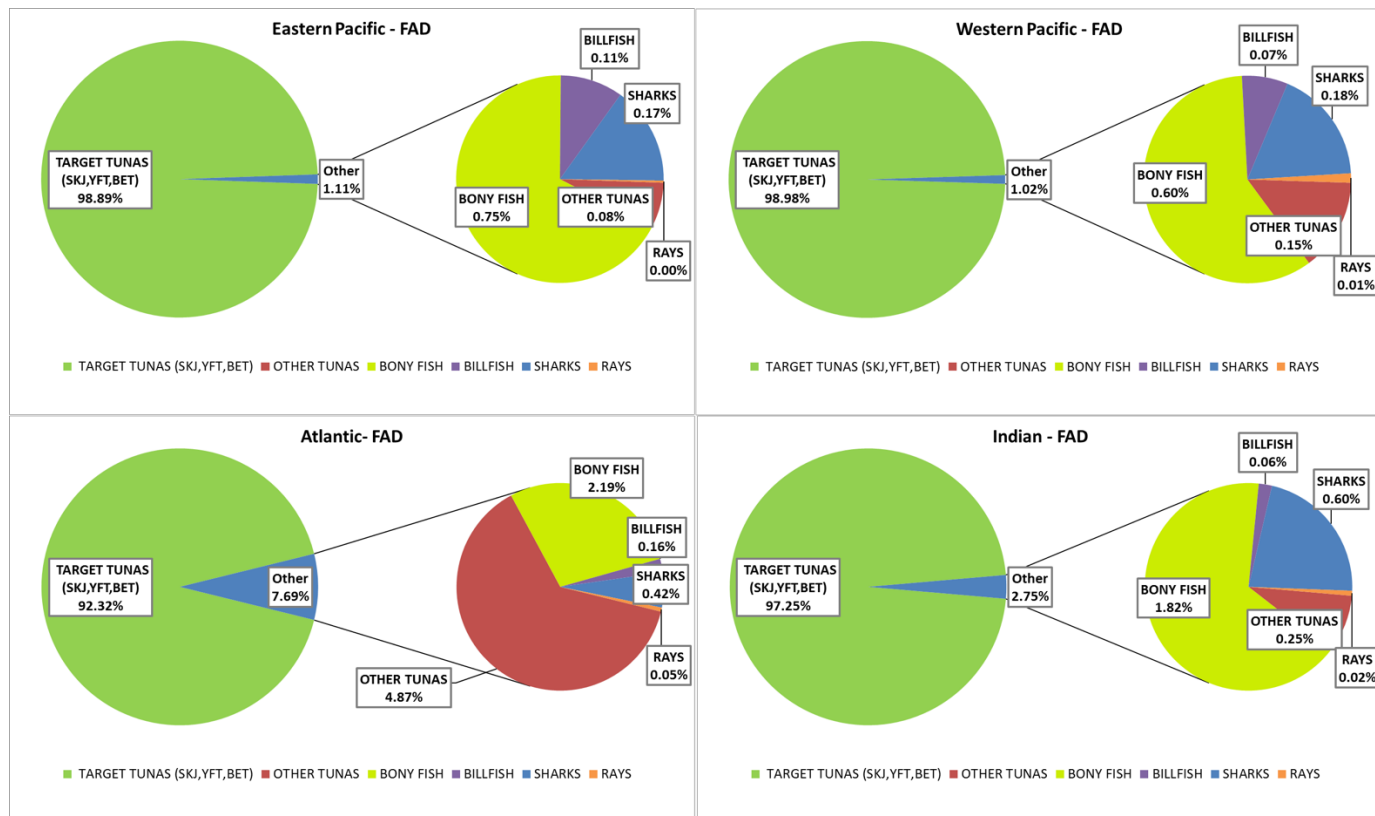 Eastern Pacific - FAD
BILLFISH
0.11%
SHARKS
0.17%
TARGET TUNAS
(SKJ,YFT,BET)
98.89%
Other
1.11%
BONY FISH
0.75%
OTHER TUNAS
0.08%
RAYS
0.00%
TARGET TUNAS (SKJ,YFT,BET) OTHER TUNAS BONY FISH BILLFISH SHARKS RAYS
Western Pacific - FAD
BILLFISH
0.07%
SHARKS
0.18%
TARGET TUNAS
(SKJ,YFT,BET)
98.98%
Other
1.02%
BONY FISH
0.60%
OTHER TUNAS
0.15%
RAYS
0.01%
TARGET TUNAS (SKJ,YFT,BET) OTHER TUNAS BONY FISH BILLFISH SHARKS RAYS
Atlantic- FAD
BONY FISH
2.19%
BILLFISH
0.16%
TARGET TUNAS
(SKJ,YFT,BET)
92.32%
Other
7.69%
SHARKS
0.42%
RAYS
0.05%
OTHER TUNAS
4.87%
TARGET TUNAS (SKJ,YFT,BET) OTHER TUNAS BONY FISH BILLFISH SHARKS RAYS
Indian - FAD
BILLFISH
0.06%
SHARKS
0.60%
TARGET TUNAS
(SKJ,YFT,BET)
97.25%
Other
2.75%
BONY FISH
1.82%
OTHER TUNAS
0.25%
RAYS
0.02%
TARGET TUNAS (SKJ,YFT,BET) OTHER TUNAS BONY FISH BILLFISH SHARKS RAYS